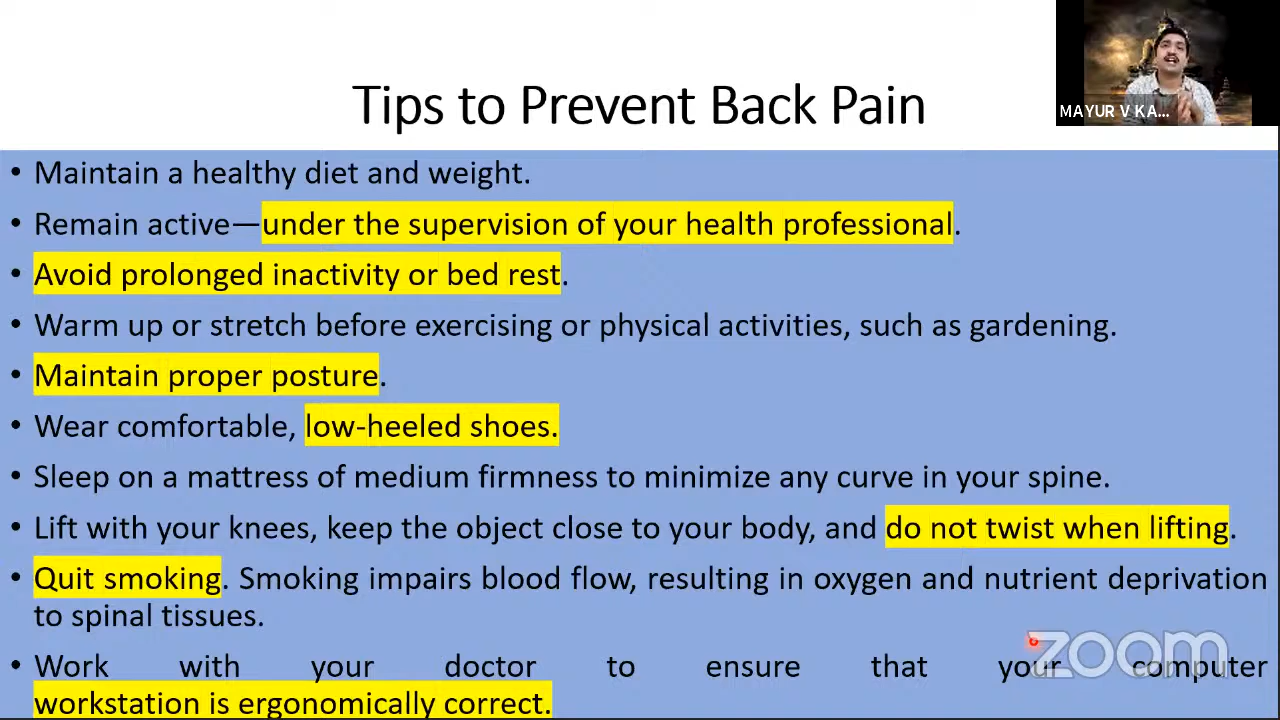 MAYUR V KA...
Tips to Prevent Back Pain
• Maintain a healthy diet and weight.
• Remain active—under the supervision of your health professional.
• Avoid prolonged inactivity or bed rest.
• Warm up or stretch before exercising or physical activities, such as gardening.
• Maintain proper posture.
• Wear comfortable, low-heeled shoes.
• Sleep on a mattress of medium firmness to minimize any curve in your spine.
• Lift with your knees, keep the object close to your body, and do not twist when lifting.
• Quit smoking. Smoking impairs blood flow, resulting in oxygen and nutrient deprivation
to spinal tissues.
• Work with your doctor to ensure that your computer
workstation is ergonomically correct.
zoom